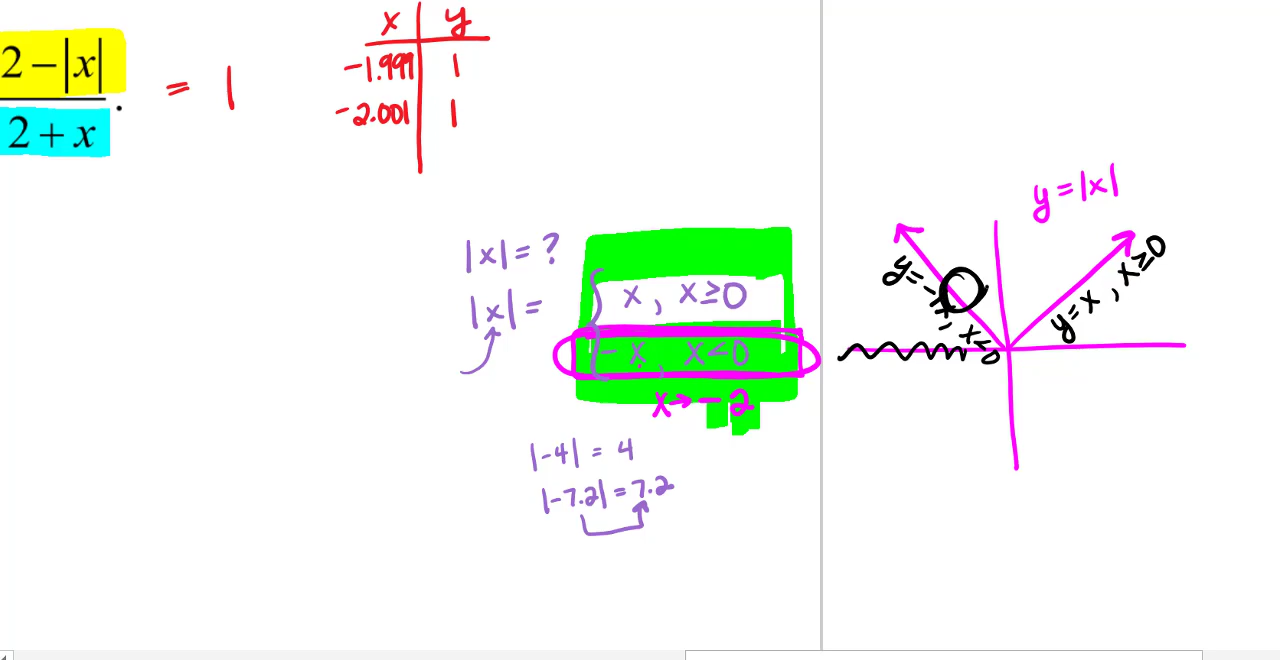 x y
2 − |x|
2 + x . = 1
-1.999 1
-2.001 1
|x| = ?
|x| = { x , x ≥ 0
-x , x < 0
x → -2
|-4| = 4
|-7.2| = 7.2
y = |x|
y = -x, x < 0
y = x , x ≥ 0